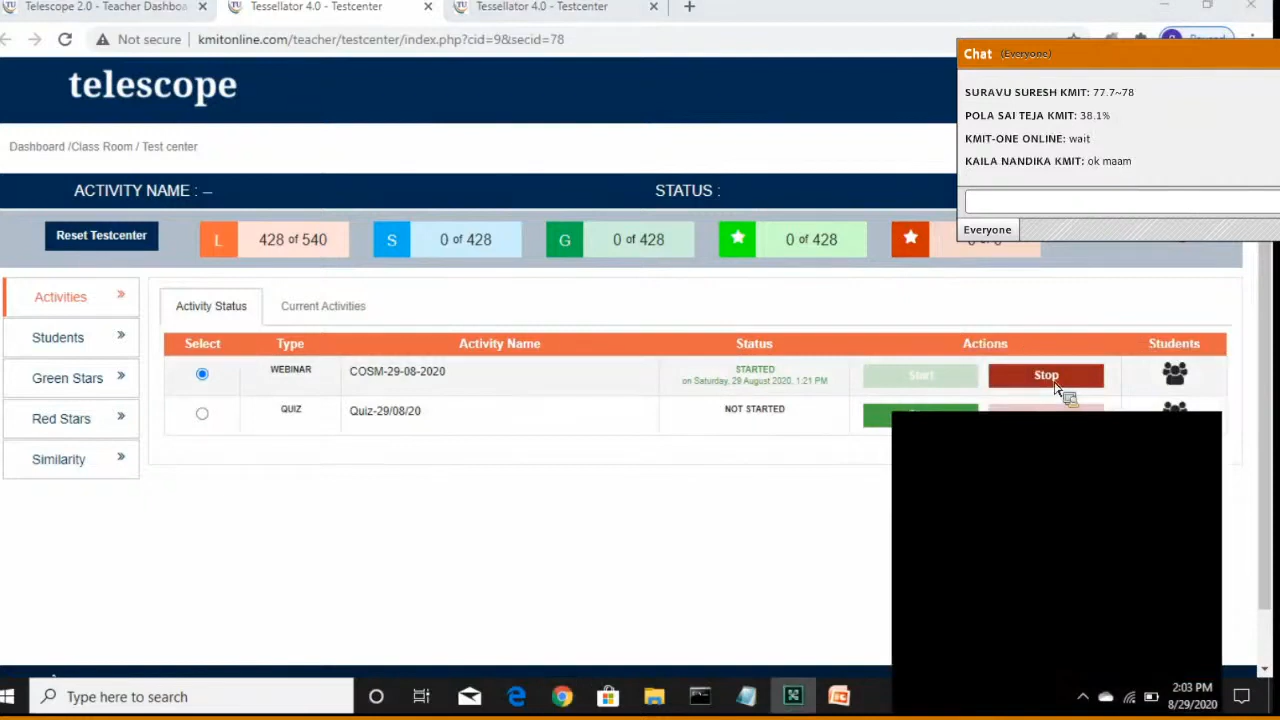 Telescope 2.0 - Teacher Dashboa
Tessellator 4.0 - Testcenter
Tessellator 4.0 - Testcenter
Not secure kmitonline.com/teacher/testcenter/index.php?cid=9&secid=78
telescope
Chat (Everyone)
SURAVU SURESH KMIT: 77.7~78
POLA SAI TEJA KMIT: 38.1%
KMIT-ONE ONLINE: wait
KAILA NANDIKA KMIT: ok maam
Everyone
Dashboard /Class Room / Test center
ACTIVITY NAME : -- STATUS :
Reset Testcenter L 428 of 540 S 0 of 428 G 0 of 428 0 of 428
Activities
Students
Green Stars
Red Stars
Similarity
Activity Status Current Activities
Select Type Activity Name Status Actions Students
WEBINAR COSM-29-08-2020 STARTED Start Stop
on Saturday, 29 August 2020, 1:21 PM
QUIZ Quiz-29/08/20 NOT STARTED
Type here to search
2:03 PM
8/29/2020